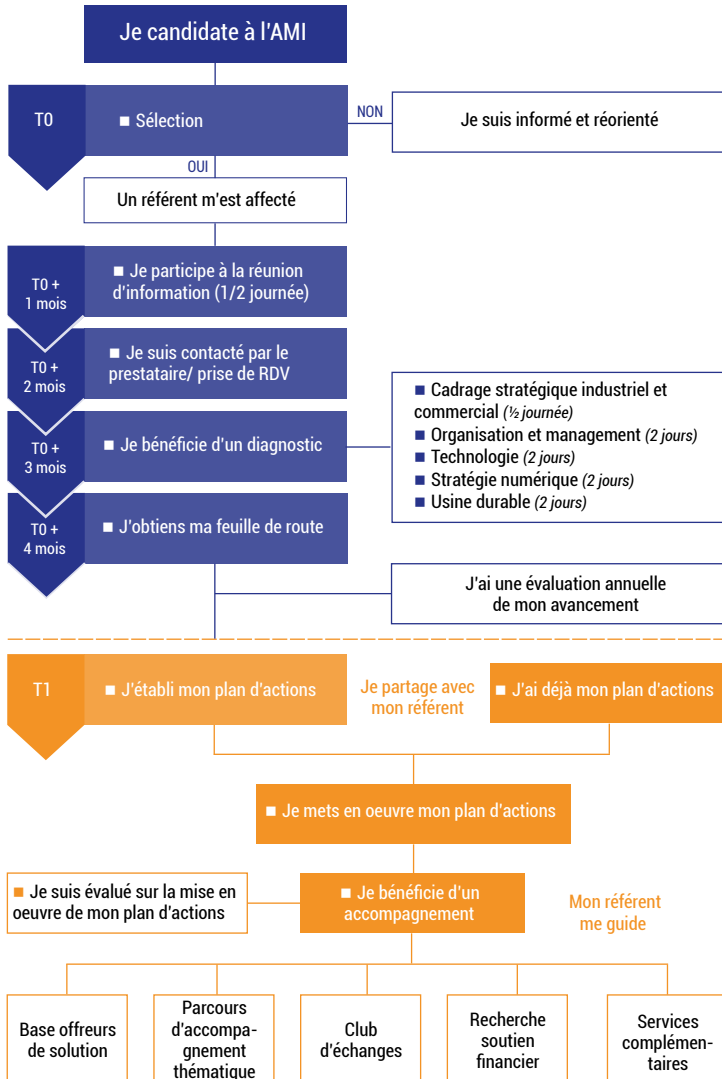 Je candidate à l'AMI
T0
■ Sélection
NON
Je suis informé et réorienté
OUI
Un référent m'est affecté
T0 +
1 mois
■ Je participe à la réunion
d'information (1/2 journée)
T0 +
2 mois
■ Je suis contacté par le
prestataire/ prise de RDV
T0 +
3 mois
■ Je bénéficie d'un diagnostic
■ Cadrage stratégique industriel et
commercial (½ journée)
■ Organisation et management (2 jours)
■ Technologie (2 jours)
■ Stratégie numérique (2 jours)
■ Usine durable (2 jours)
T0 +
4 mois
■ J'obtiens ma feuille de route
J'ai une évaluation annuelle
de mon avancement
T1
■ J'établi mon plan d'actions
Je partage avec
mon référent
■ J'ai déjà mon plan d'actions
■ Je mets en oeuvre mon plan d'actions
■ Je suis évalué sur la mise en
oeuvre de mon plan d'actions
■ Je bénéficie d'un
accompagnement
Mon référent
me guide
Base offreurs
de solution
Parcours
d'accompa-
gnement
thématique
Club
d'échanges
Recherche
soutien
financier
Services
complémen-
taires